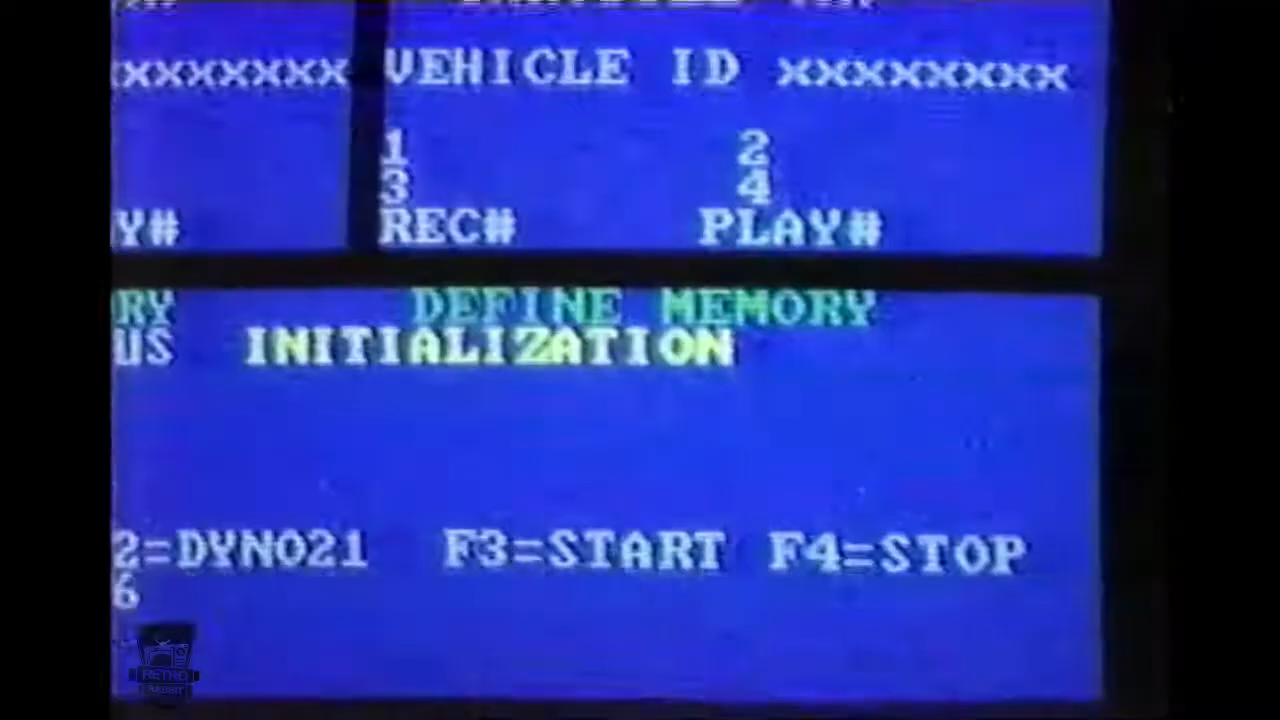 xxxxxxxx VEHICLE ID xxxxxxxx
1 2
3 4
Y# REC# PLAY#
RY DEFINE MEMORY
US INITIALIZATION
2=DYNO21 F3=START F4=STOP
6
RETRO